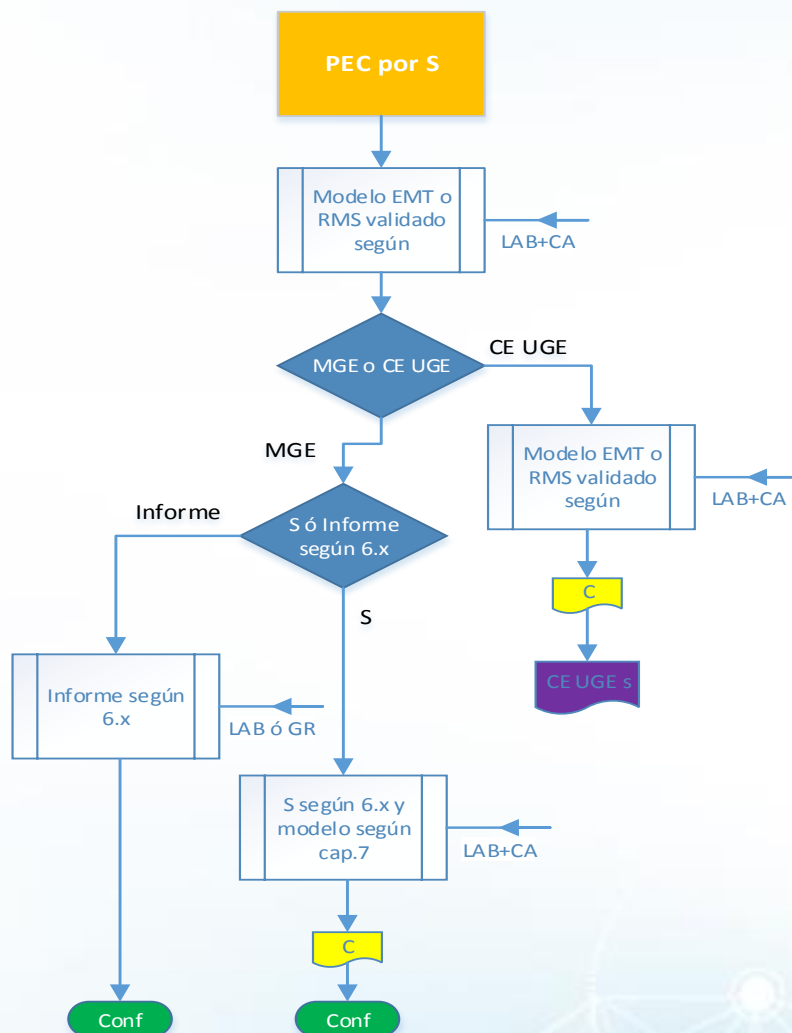 PEC por S
Modelo EMT o
RMS validado
según
LAB+CA
MGE o CE UGE
CE UGE
MGE
Modelo EMT o
RMS validado
según
LAB+CA
Informe
S ó Informe
según 6.x
S
C
CE UGE s
Informe según
6.x
LAB ó GR
S según 6.x y
modelo según
cap.7
LAB+CA
C
Conf
Conf